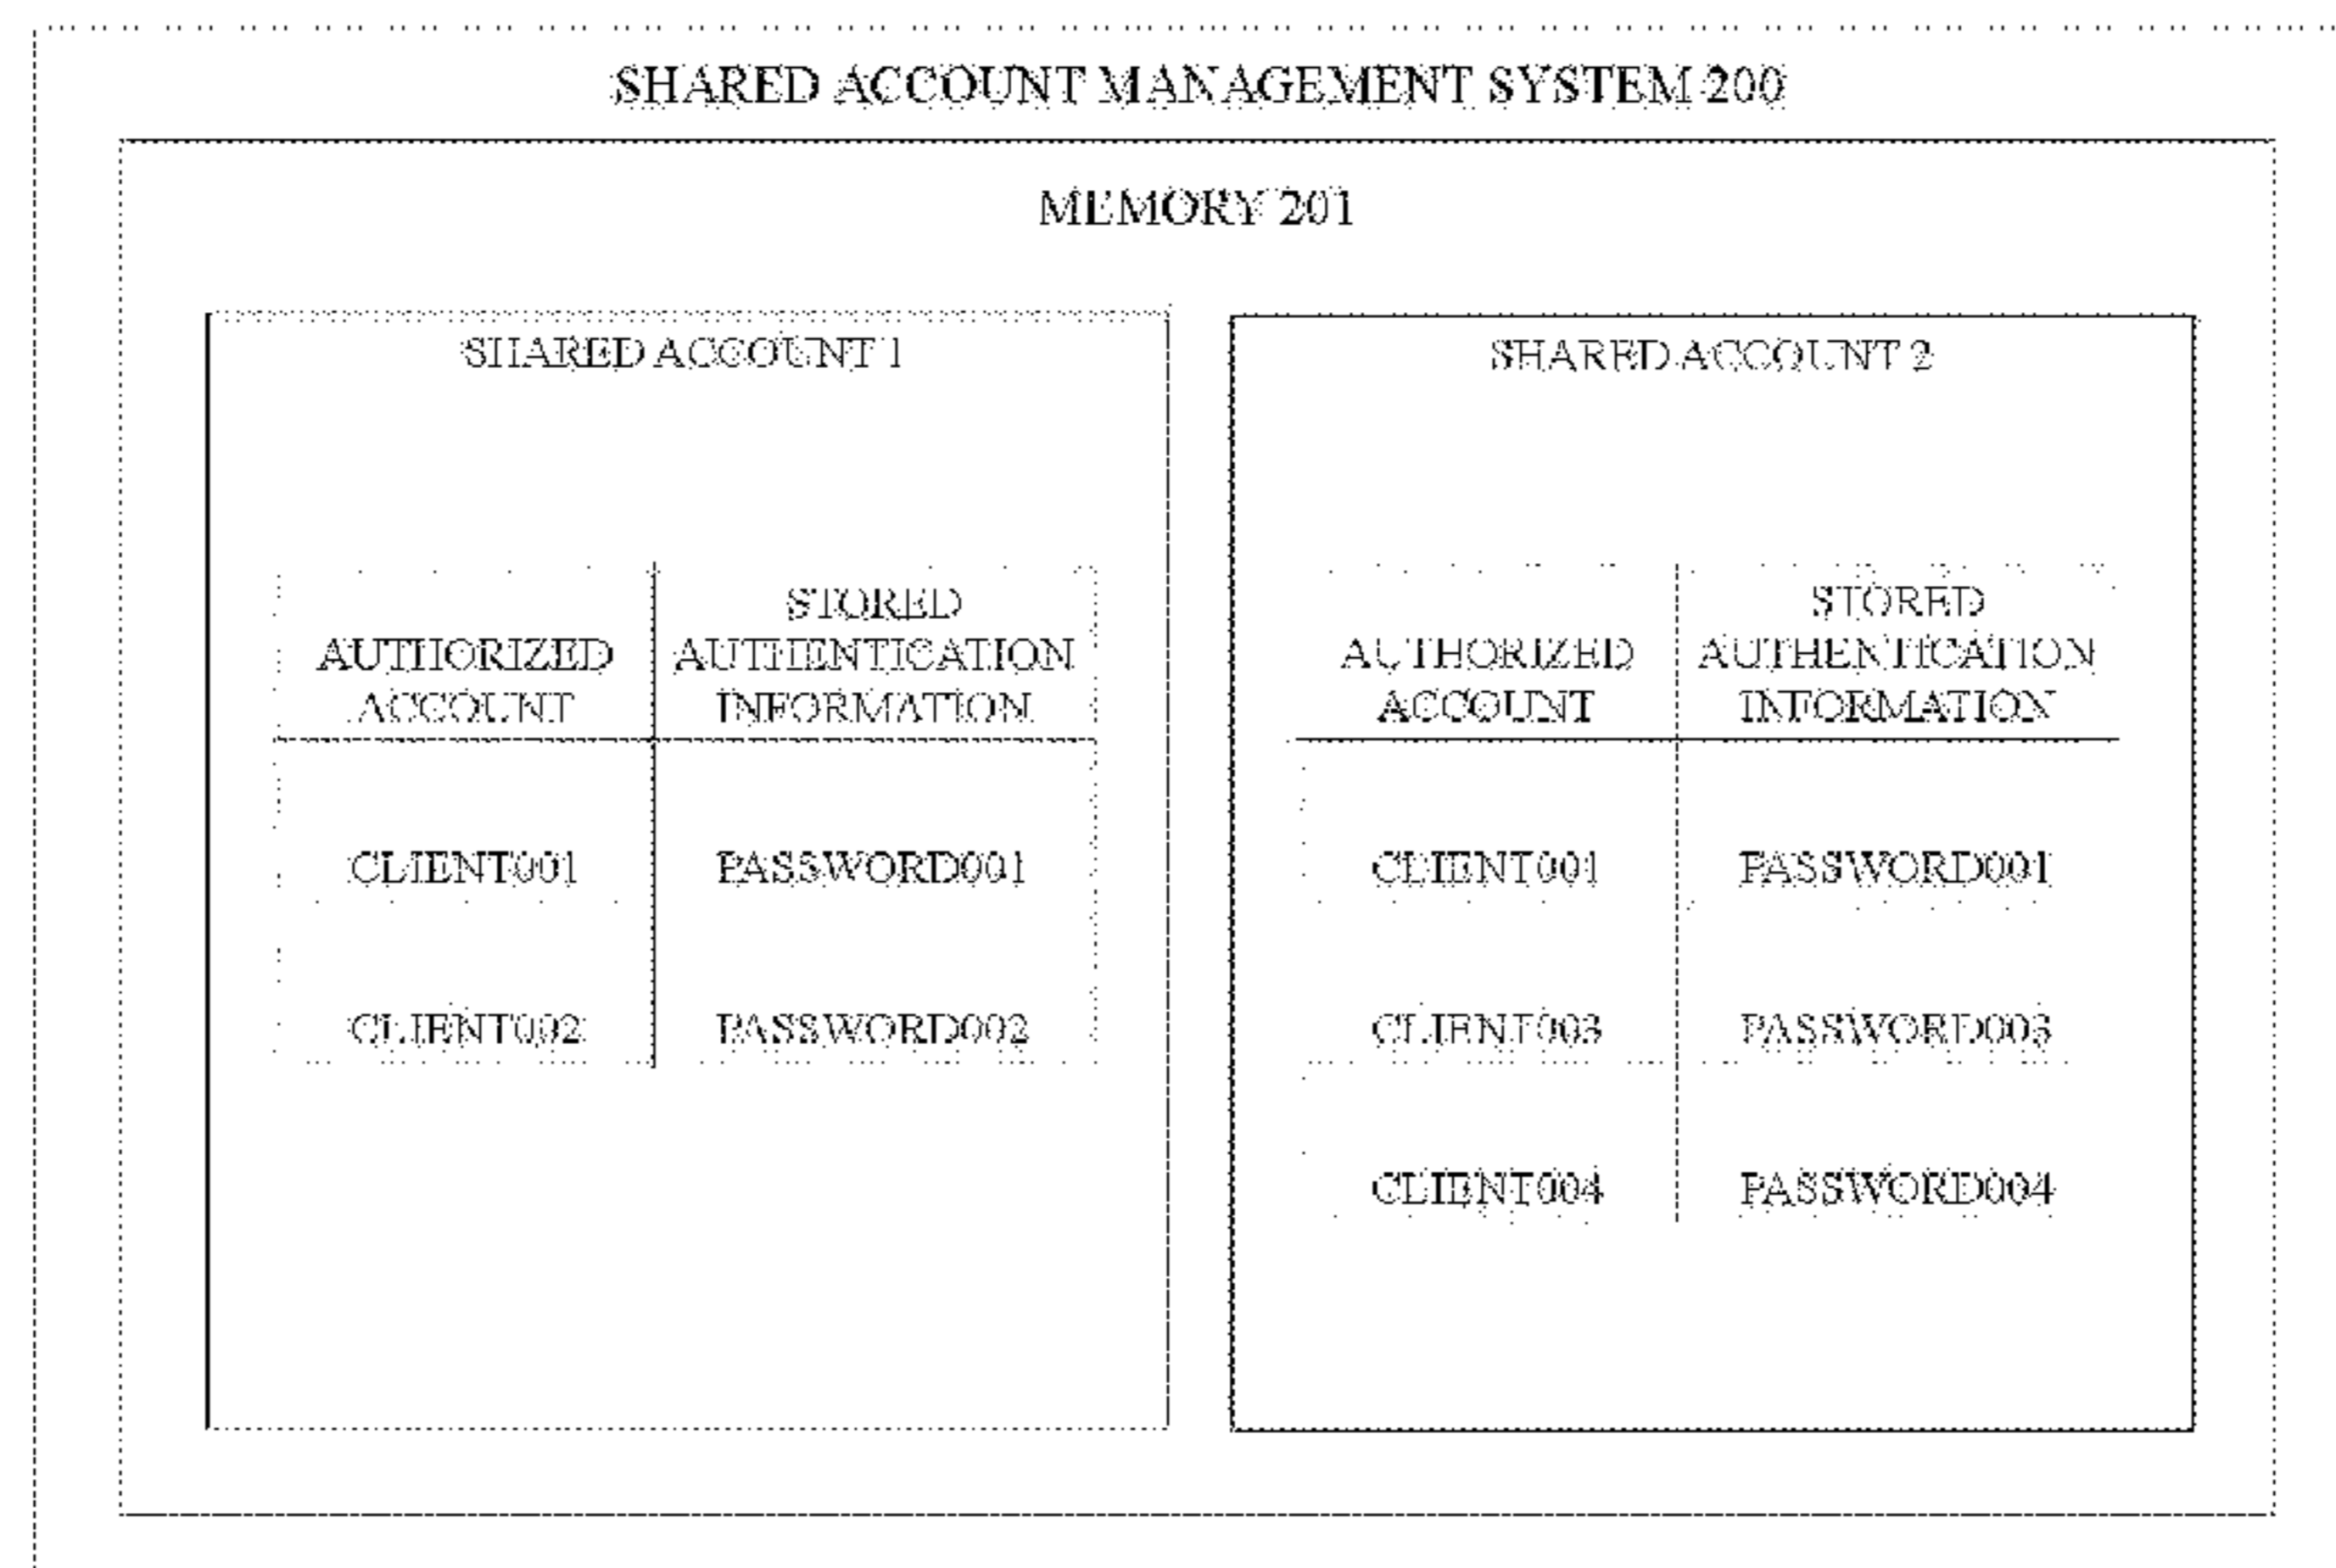 SHARED ACCOUNT MANAGEMENT SYSTEM 200
MEMORY 201
SHARED ACCOUNT 1
STORED
AUTHORIZED AUTHENTICATION
ACCOUNT INFORMATION
CLIENT001 PASSWORD001
CLIENT002 PASSWORD002
SHARED ACCOUNT 2
STORED
AUTHORIZED AUTHENTICATION
ACCOUNT INFORMATION
CLIENT001 PASSWORD001
CLIENT003 PASSWORD003
CLIENT004 PASSWORD004